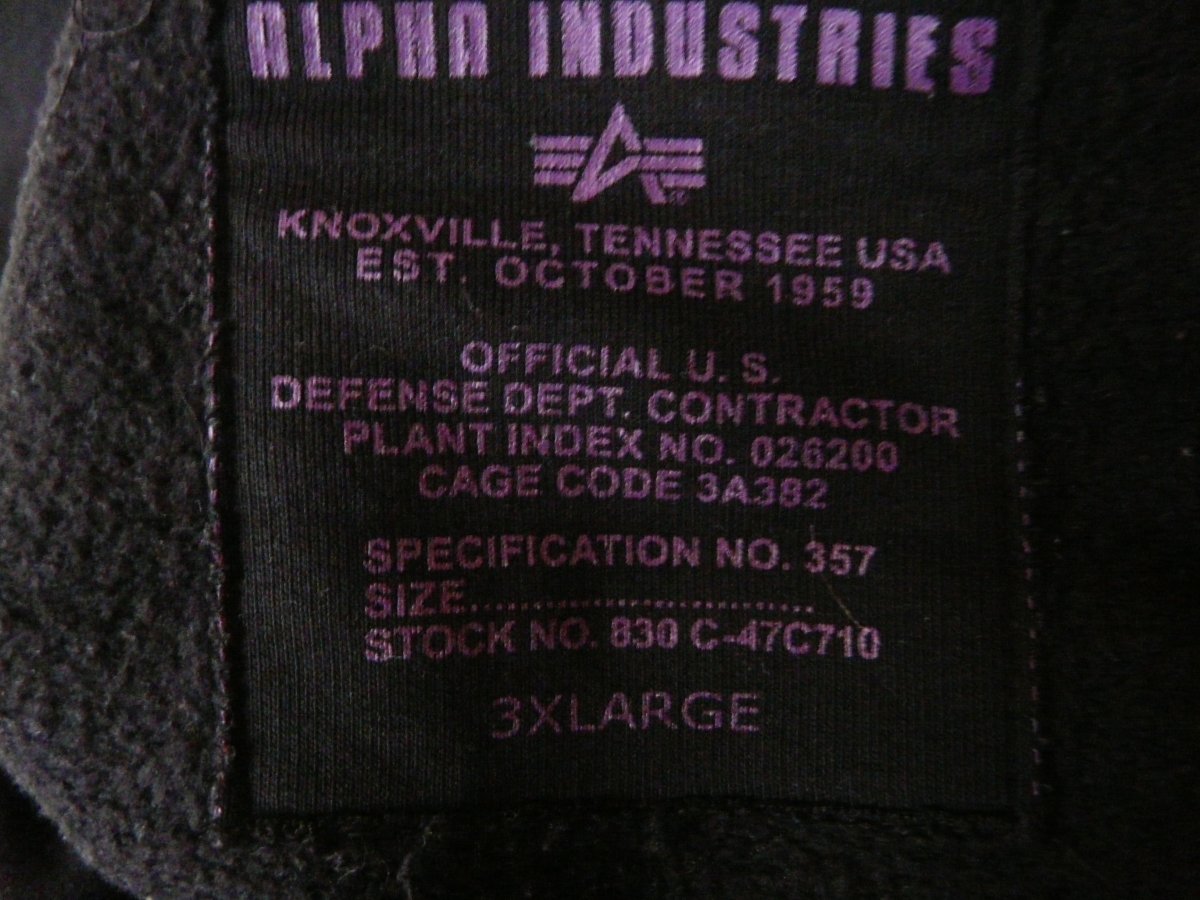 ALPHA INDUSTRIES
KNOXVILLE, TENNESSEE USA
EST. OCTOBER 1959
OFFICIAL U. S.
DEFENSE DEPT. CONTRACTOR
PLANT INDEX NO. 026200
CAGE CODE 3A382
SPECIFICATION NO. 357
SIZE...........................
STOCK NO. 830 C-47C710
3XLARGE